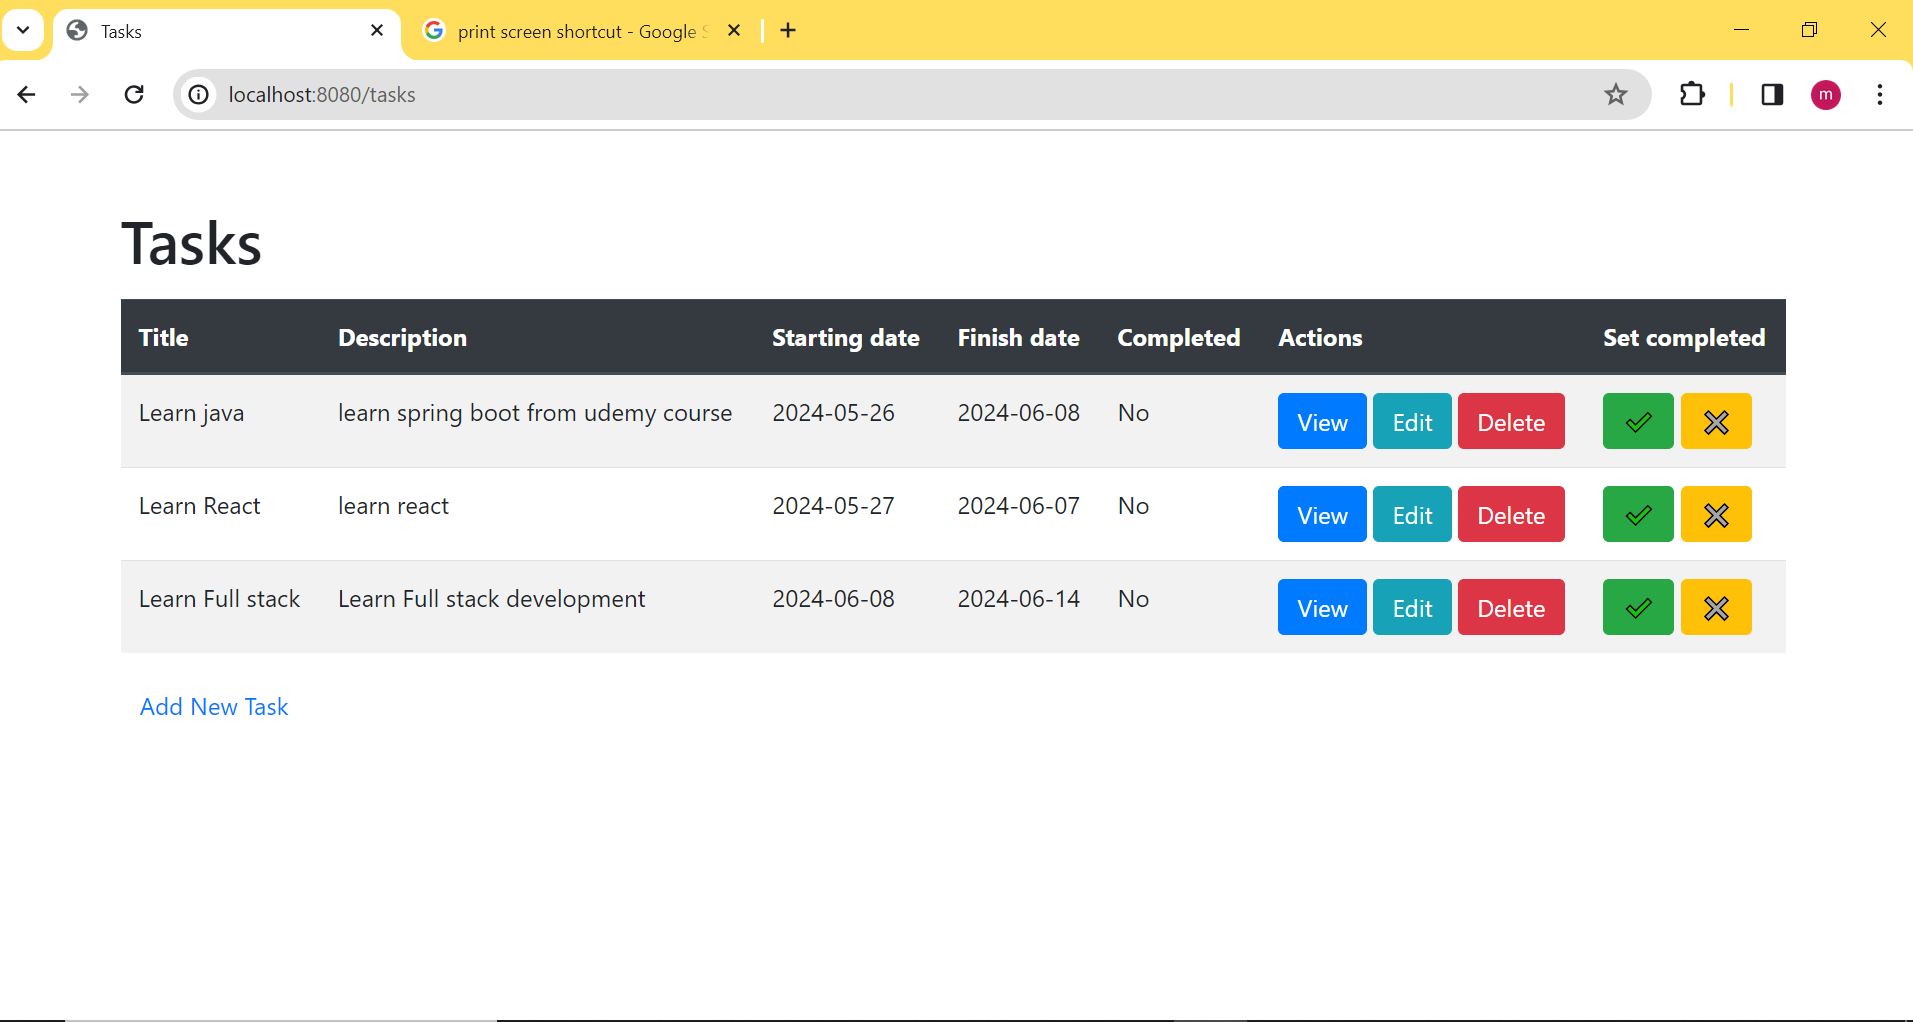 Tasks
print screen shortcut - Google
localhost:8080/tasks
m
Tasks
Title Description Starting date Finish date Completed Actions Set completed
Learn java learn spring boot from udemy course 2024-05-26 2024-06-08 No View Edit Delete
Learn React learn react 2024-05-27 2024-06-07 No View Edit Delete
Learn Full stack Learn Full stack development 2024-06-08 2024-06-14 No View Edit Delete
Add New Task